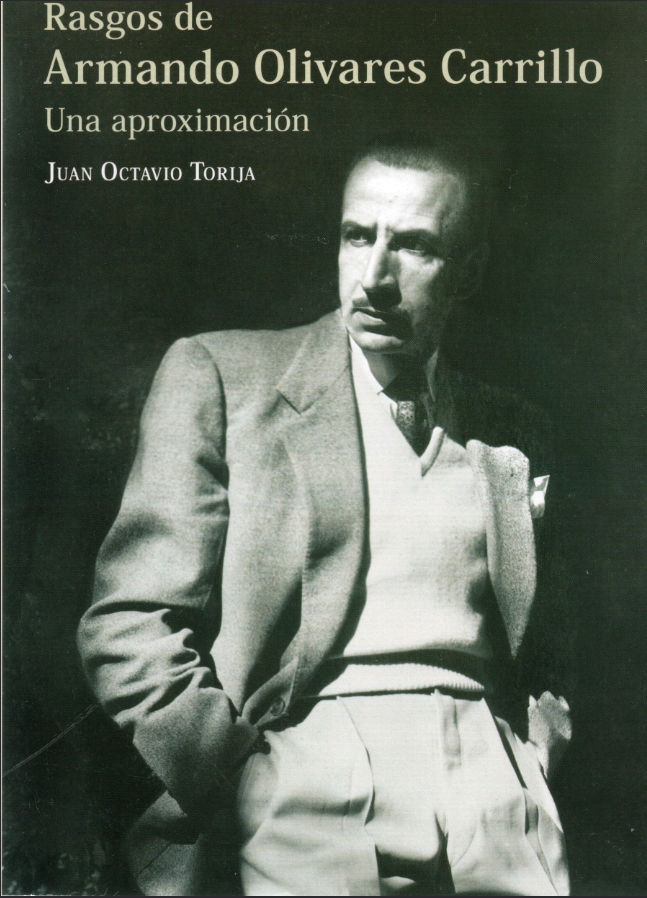 Rasgos de
Armando Olivares Carrillo
Una aproximación
JUAN OCTAVIO TORIJA